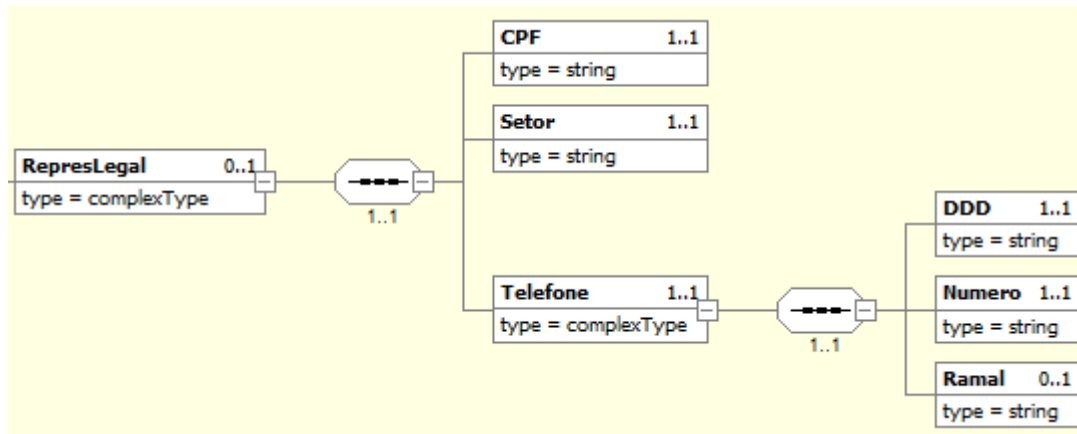 CPF 1..1
type = string
Setor 1..1
type = string
RepresLegal 0..1
type = complexType
1..1
DDD 1..1
type = string
Telefone 1..1
type = complexType
1..1
Numero 1..1
type = string
Ramal 0..1
type = string